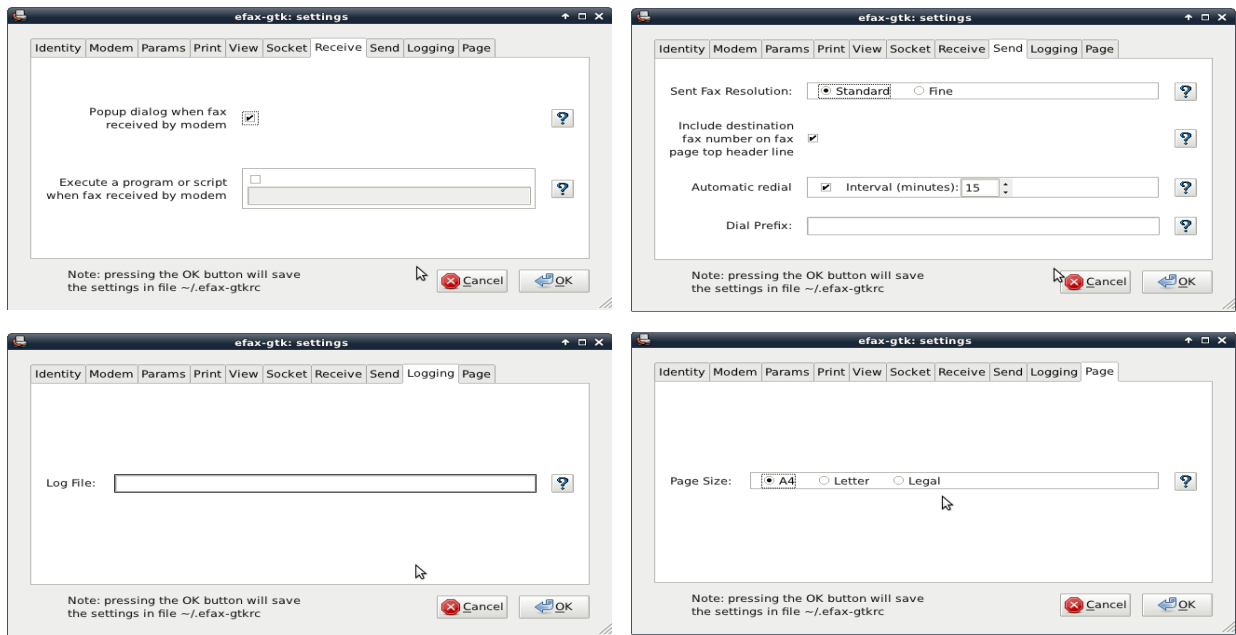 efax-gtk: settings
Identity Modem Params Print View Socket Receive Send Logging Page
Popup dialog when fax
received by modem
?
Execute a program or script
when fax received by modem
?
Note: pressing the OK button will save
the settings in file ~/.efax-gtkrc
Cancel OK
efax-gtk: settings
Identity Modem Params Print View Socket Receive Send Logging Page
Sent Fax Resolution: Standard Fine ?
Include destination
fax number on fax
page top header line
?
Automatic redial Interval (minutes): 15 ?
Dial Prefix: ?
Note: pressing the OK button will save
the settings in file ~/.efax-gtkrc
Cancel OK
efax-gtk: settings
Identity Modem Params Print View Socket Receive Send Logging Page
Log File: ?
Note: pressing the OK button will save
the settings in file ~/.efax-gtkrc
Cancel OK
efax-gtk: settings
Identity Modem Params Print View Socket Receive Send Logging Page
Page Size: A4 Letter Legal ?
Note: pressing the OK button will save
the settings in file ~/.efax-gtkrc
Cancel OK